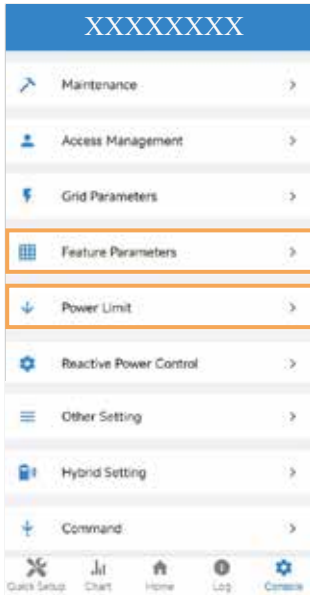 XXXXXXXX
Maintenance
Access Management
Grid Parameters
Feature Parameters
Power Limit
Reactive Power Control
Other Setting
Hybrid Setting
Command
Quick Setup Chart Home Log Console